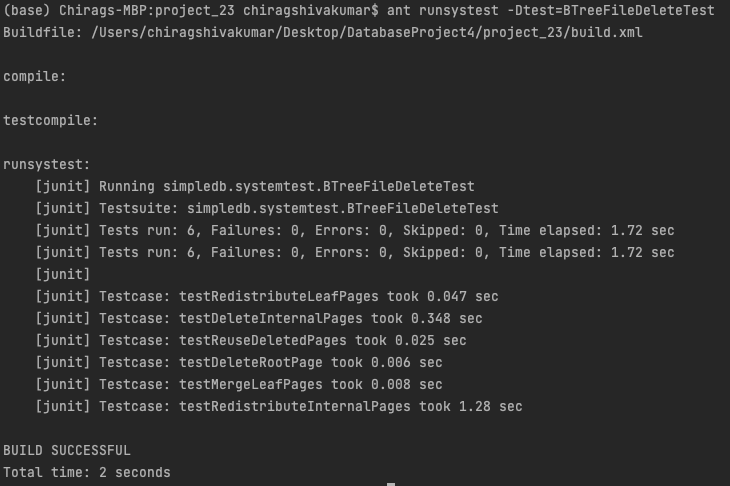 (base) Chirags-MBP:project_23 chiragshivakumar$ ant runsystest -Dtest=BTreeFileDeleteTest
Buildfile: /Users/chiragshivakumar/Desktop/DatabaseProject4/project_23/build.xml
compile:
testcompile:
runsystest:
[junit] Running simpledb.systemtest.BTreeFileDeleteTest
[junit] Testsuite: simpledb.systemtest.BTreeFileDeleteTest
[junit] Tests run: 6, Failures: 0, Errors: 0, Skipped: 0, Time elapsed: 1.72 sec
[junit] Tests run: 6, Failures: 0, Errors: 0, Skipped: 0, Time elapsed: 1.72 sec
[junit]
[junit] Testcase: testRedistributeLeafPages took 0.047 sec
[junit] Testcase: testDeleteInternalPages took 0.348 sec
[junit] Testcase: testReuseDeletedPages took 0.025 sec
[junit] Testcase: testDeleteRootPage took 0.006 sec
[junit] Testcase: testMergeLeafPages took 0.008 sec
[junit] Testcase: testRedistributeInternalPages took 1.28 sec
BUILD SUCCESSFUL
Total time: 2 seconds